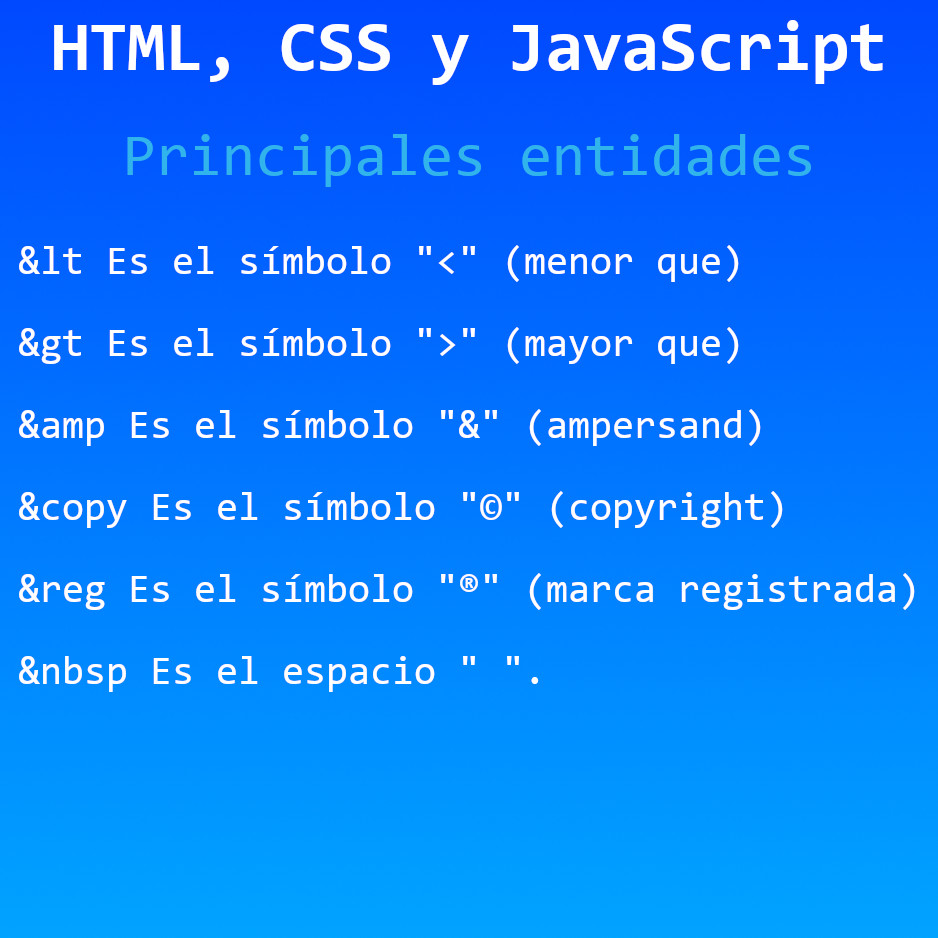 HTML, CSS y JavaScript
Principales entidades
&lt Es el símbolo "<" (menor que)
&gt Es el símbolo ">" (mayor que)
&amp Es el símbolo "&" (ampersand)
&copy Es el símbolo "©" (copyright)
&reg Es el símbolo "®" (marca registrada)
&nbsp Es el espacio " ".